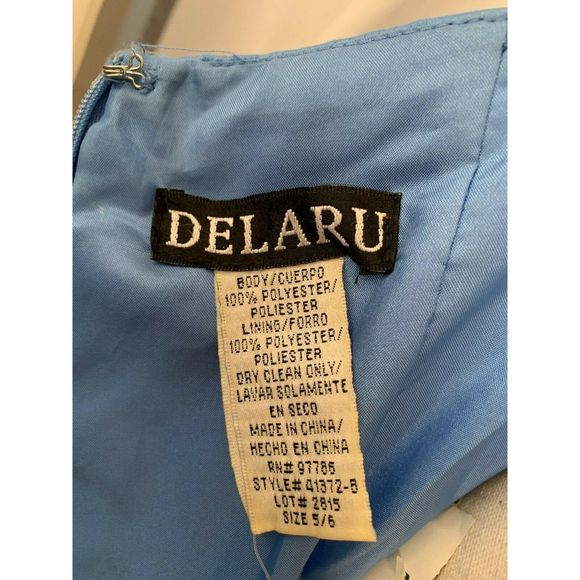 DELARU
BODY/CUERPO
100% POLYESTER/
POLIESTER
LINING/FORRO
100% POLYESTER/
POLIESTER
DRY CLEAN ONLY/
LAVAR SOLAMENTE
EN SECO
MADE IN CHINA/
HECHO EN CHINA
RN# 97786
STYLE# 41372-B
LOT# 2815
SIZE 5/6